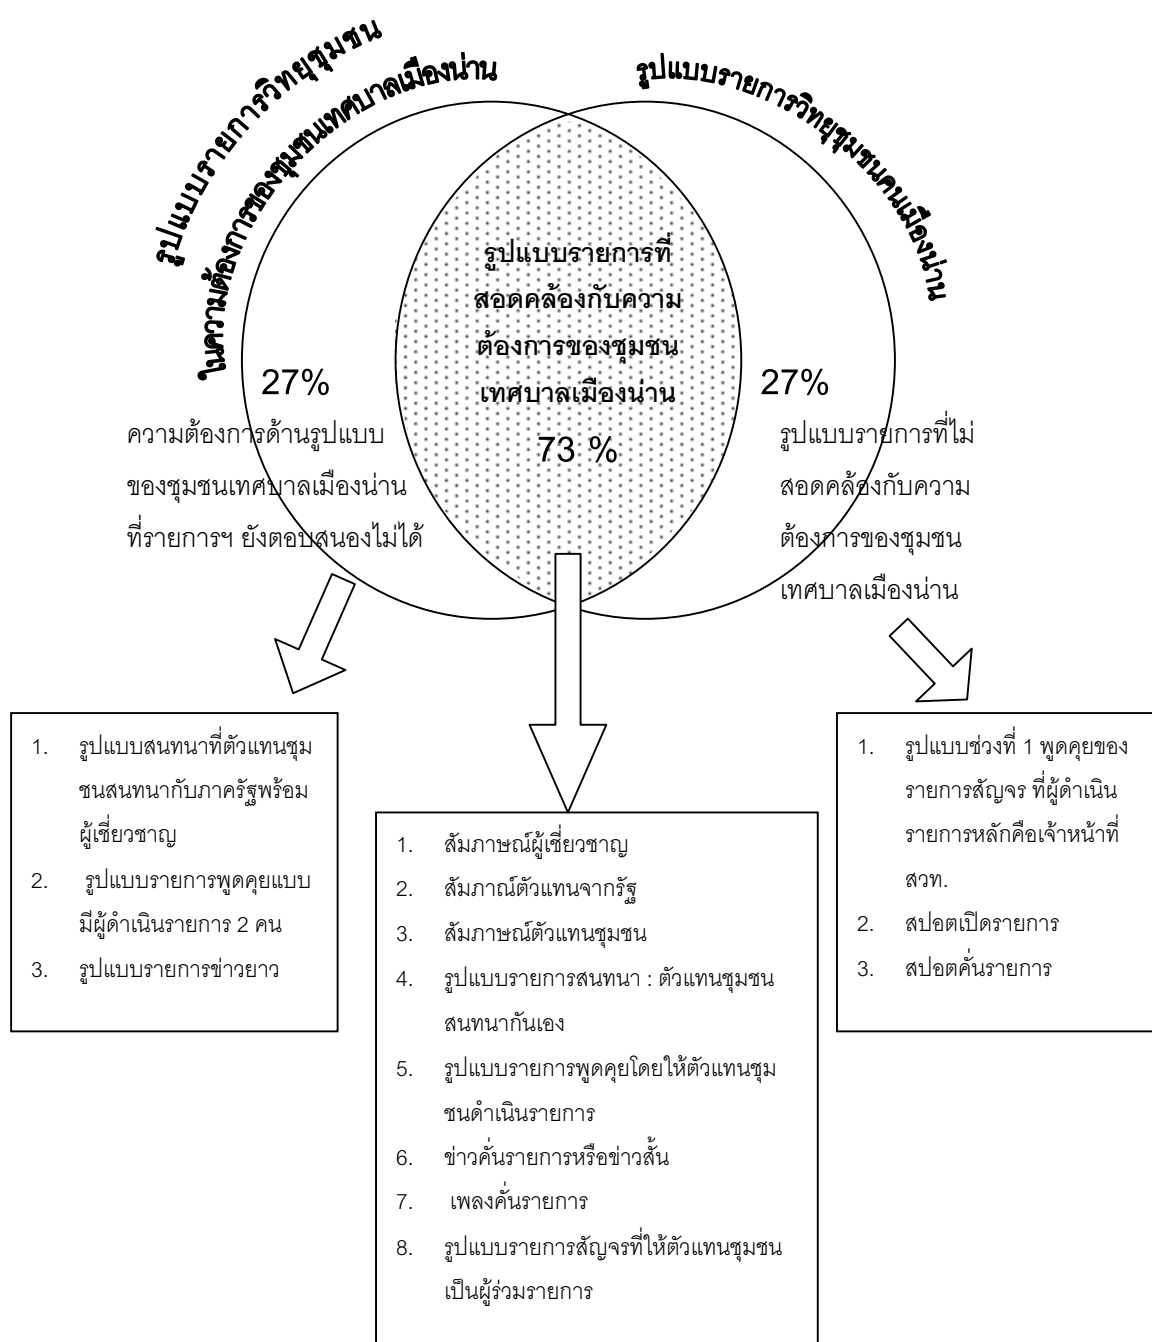 รูปแบบรายการวิทยุชุมชน
ในความต้องการของชุมชนเทศบาลเมืองน่าน
รูปแบบรายการวิทยุชุมชนคนเมืองน่าน
รูปแบบรายการที่
สอดคล้องกับความ
ต้องการของชุมชน
เทศบาลเมืองน่าน
73 %
27%
ความต้องการด้านรูปแบบ
ของชุมชนเทศบาลเมืองน่าน
ที่รายการฯ ยังตอบสนองไม่ได้
27%
รูปแบบรายการที่ไม่
สอดคล้องกับความ
ต้องการของชุมชน
เทศบาลเมืองน่าน
1. รูปแบบสนทนาที่ตัวแทนชุม
ชนสนทนากับภาครัฐพร้อม
ผู้เชี่ยวชาญ
2. รูปแบบรายการพูดคุยแบบ
มีผู้ดำเนินรายการ 2 คน
3. รูปแบบรายการข่าวยาว
1. สัมภาษณ์ผู้เชี่ยวชาญ
2. สัมภาณ์ตัวแทนจากรัฐ
3. สัมภาษณ์ตัวแทนชุมชน
4. รูปแบบรายการสนทนา : ตัวแทนชุมชน
สนทนากันเอง
5. รูปแบบรายการพูดคุยโดยให้ตัวแทนชุม
ชนดำเนินรายการ
6. ข่าวคั่นรายการหรือข่าวสั้น
7. เพลงคั่นรายการ
8. รูปแบบรายการสัญจรที่ให้ตัวแทนชุมชน
เป็นผู้ร่วมรายการ
1. รูปแบบช่วงที่ 1 พูดคุยของ
รายการสัญจร ที่ผู้ดำเนิน
รายการหลักคือเจ้าหน้าที่
สวท.
2. สปอตเปิดรายการ
3. สปอตคั่นรายการ